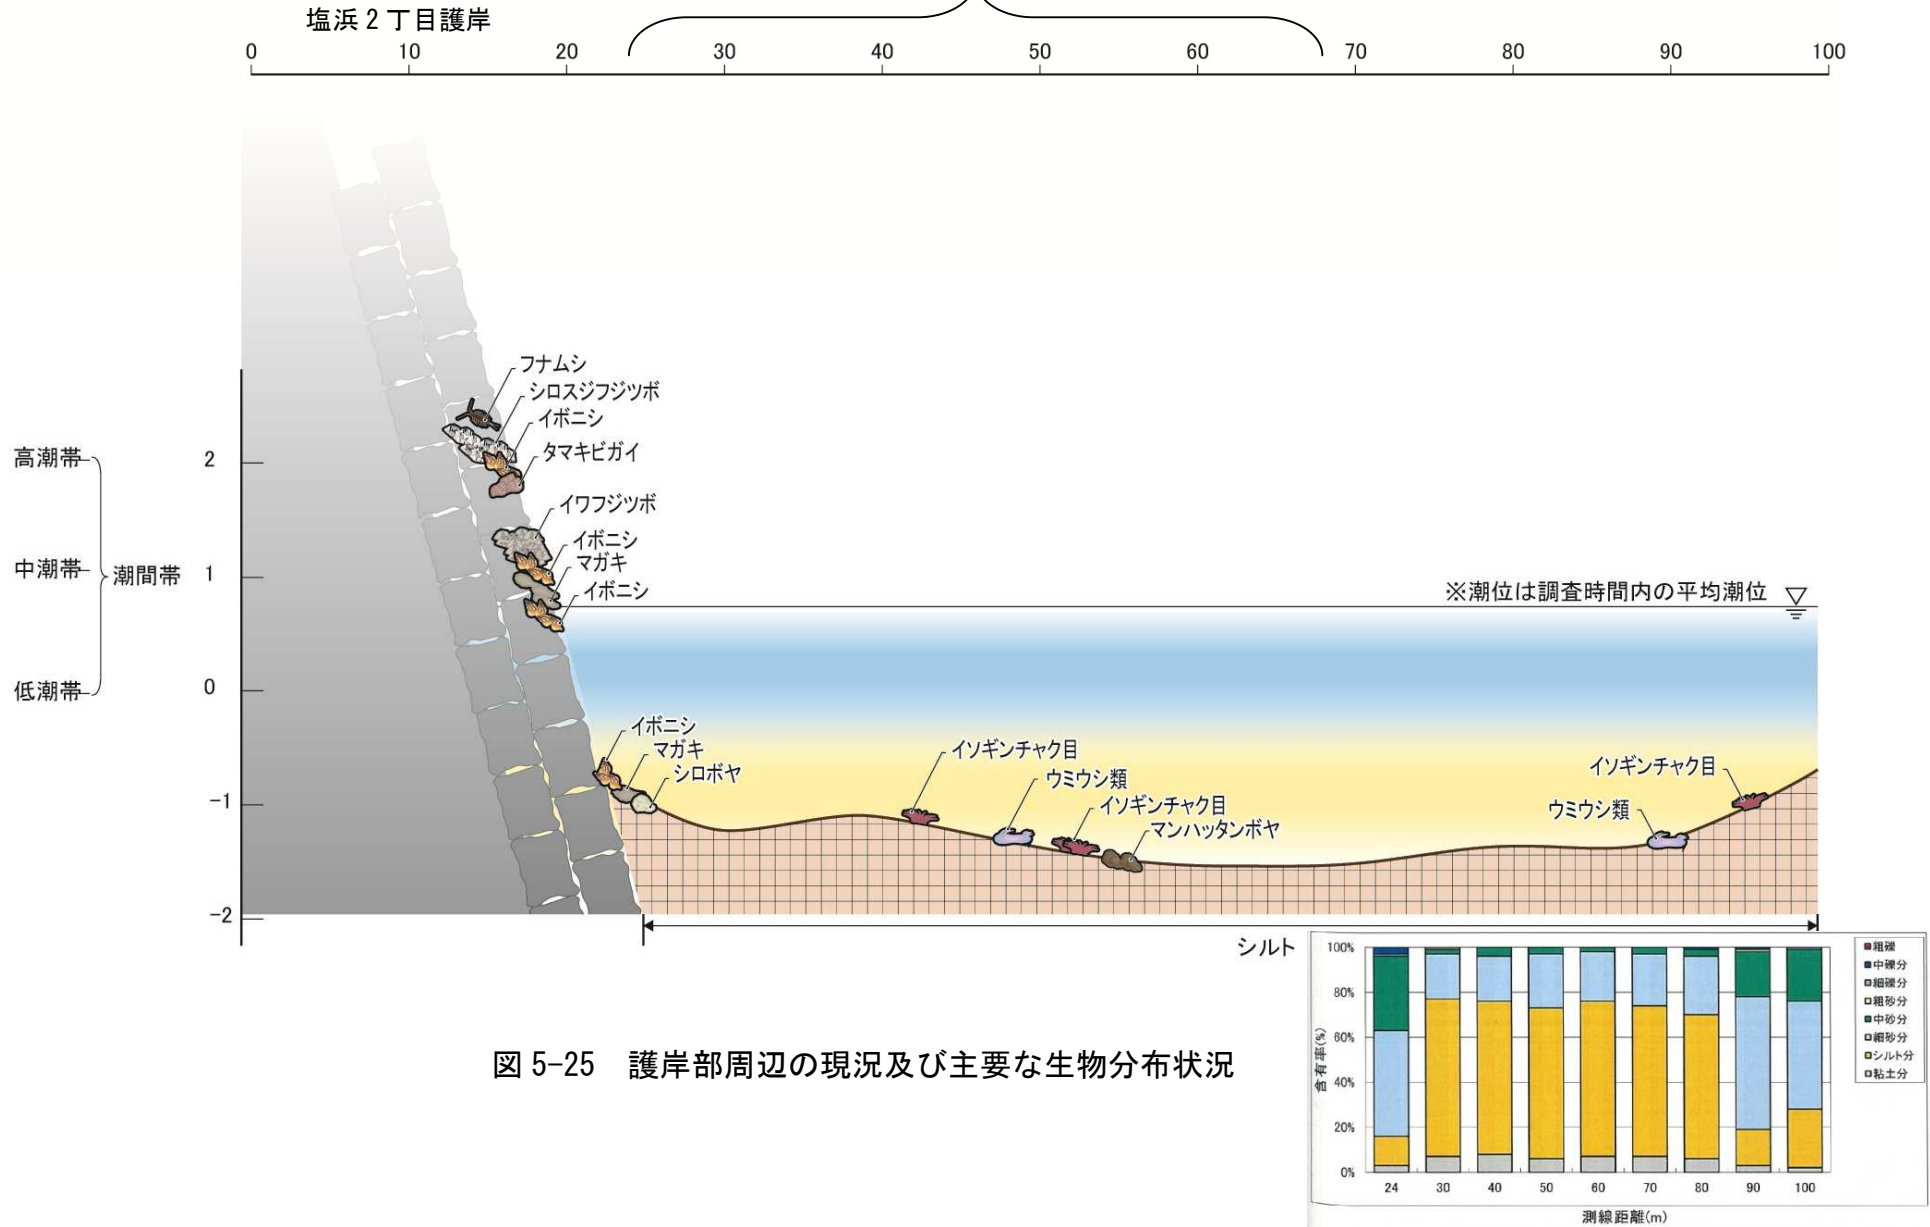 塩浜2丁目護岸
0 10 20 30 40 50 60 70 80 90 100
フナムシ
シロスジフジツボ
イボニシ
タマキビガイ
高潮帯
2
イワフジツボ
イボニシ
マガキ
イボニシ
中潮帯
潮間帯
1
※潮位は調査時間内の平均潮位
低潮帯
0
イボニシ
マガキ
シロボヤ
イソギンチャク目
ウミウシ類
イソギンチャク目
マンハッタンボヤ
イソギンチャク目
ウミウシ類
-1
-2
シルト
図5-25 護岸部周辺の現況及び主要な生物分布状況
100%
80%
60%
40%
20%
0%
含有率(%)
24 30 40 50 60 70 80 90 100
測線距離(m)
粗礫
中礫分
細礫分
粗砂分
中砂分
細砂分
シルト分
粘土分